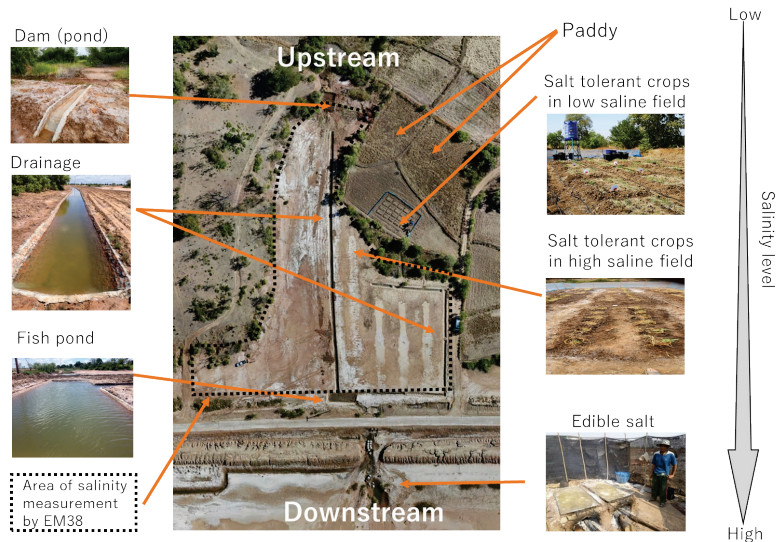 Dam (pond)
Upstream
Paddy
Low
Salt tolerant crops
in low saline field
Drainage
Salinity level
Salt tolerant crops
in high saline field
Fish pond
Edible salt
Area of salinity
measurement
by EM38
Downstream
High